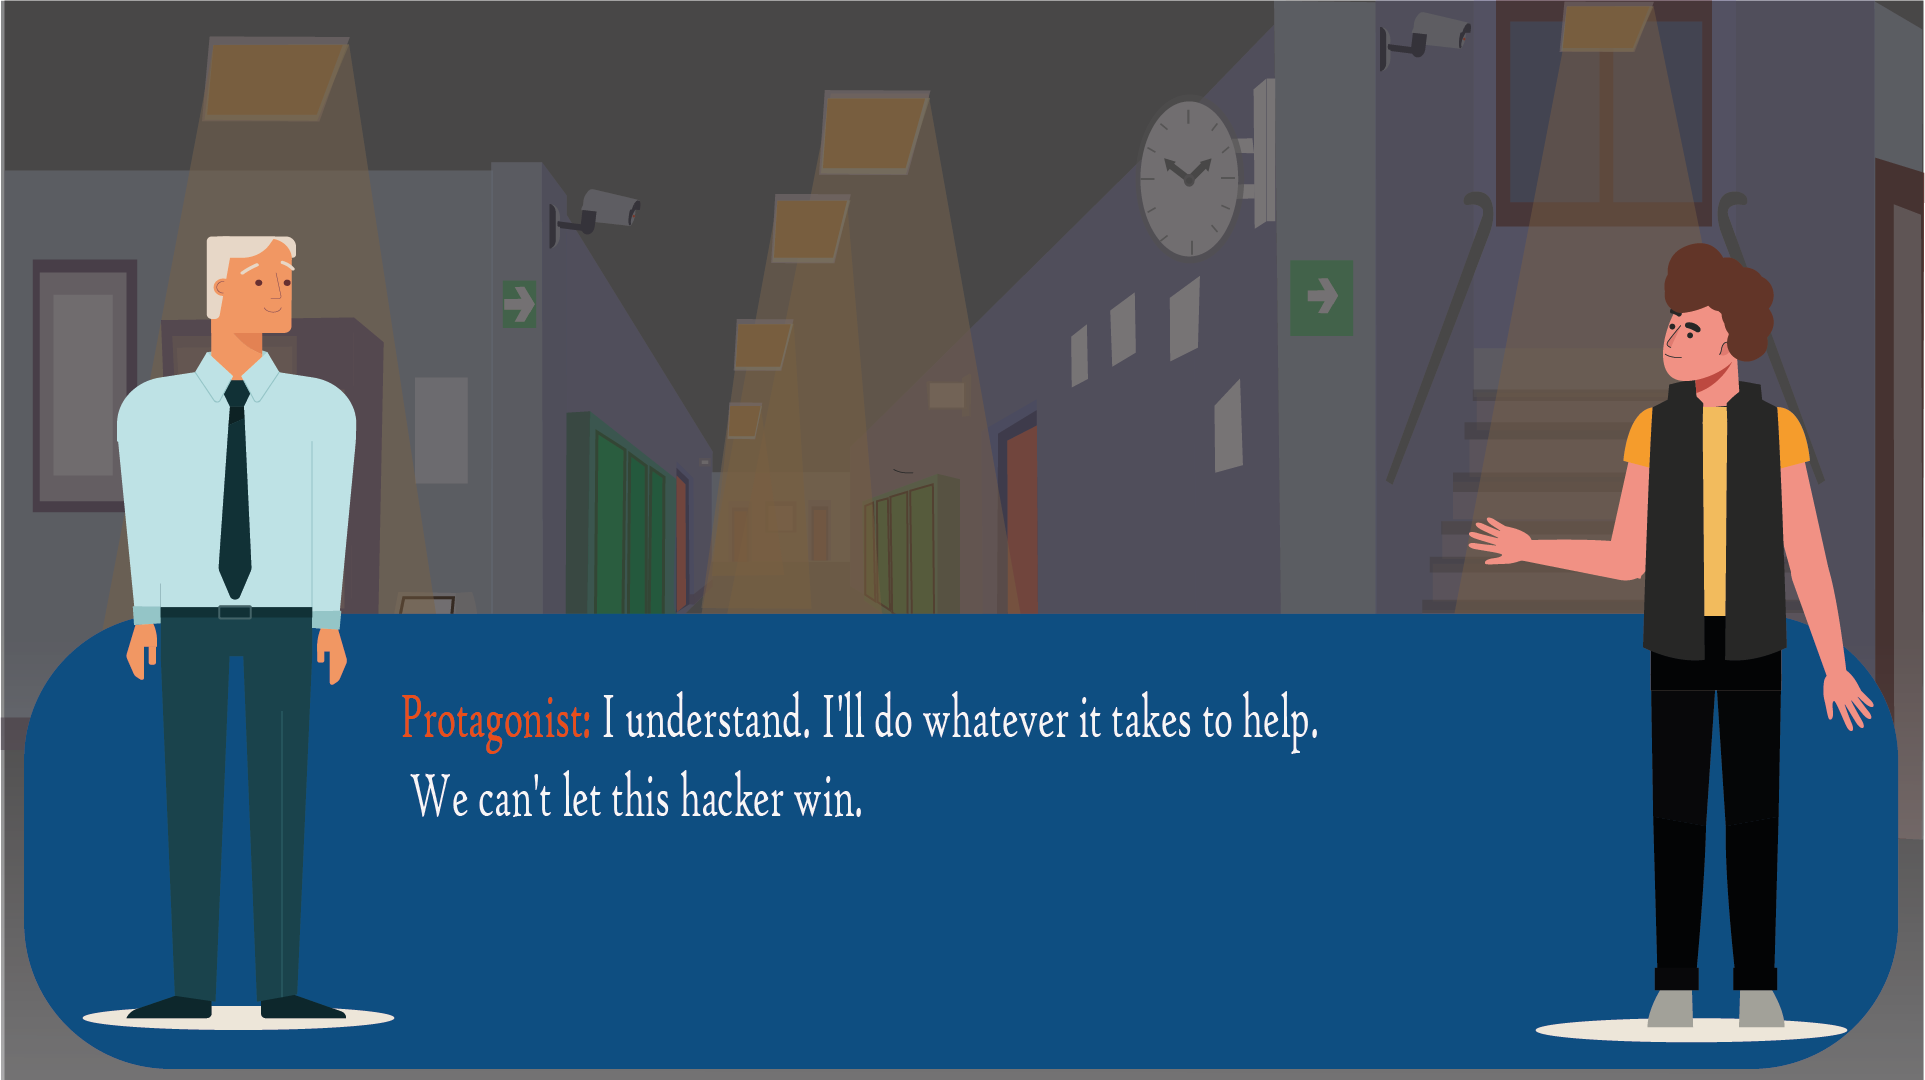 Protagonist: I understand. I'll do whatever it takes to help.
We can't let this hacker win.